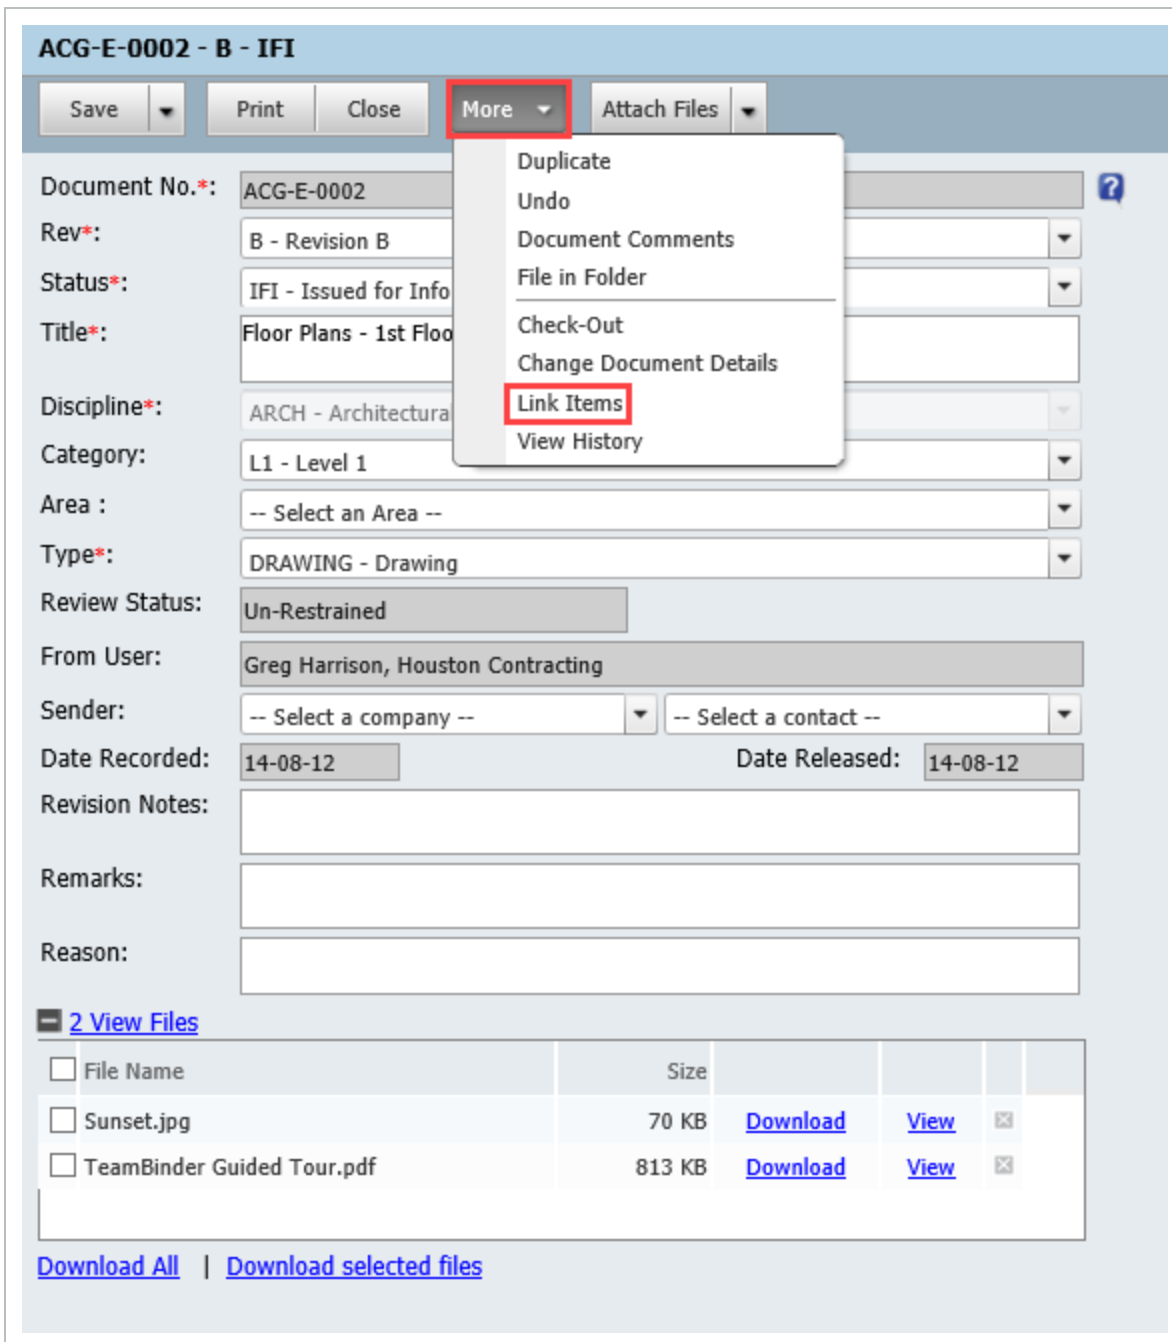 ACG-E-0002 - B - IFI
Save Print Close More Attach Files
Duplicate
Undo
Document Comments
File in Folder
Check-Out
Change Document Details
Link Items
View History
Document No.*: ACG-E-0002
Rev*: B - Revision B
Status*: IFI - Issued for Info
Title*: Floor Plans - 1st Floo
Discipline*: ARCH - Architectural
Category: L1 - Level 1
Area : -- Select an Area --
Type*: DRAWING - Drawing
Review Status: Un-Restrained
From User: Greg Harrison, Houston Contracting
Sender: -- Select a company -- -- Select a contact --
Date Recorded: 14-08-12 Date Released: 14-08-12
Revision Notes:
Remarks:
Reason:
2 View Files
File Name Size
Sunset.jpg 70 KB Download View
TeamBinder Guided Tour.pdf 813 KB Download View
Download All | Download selected files